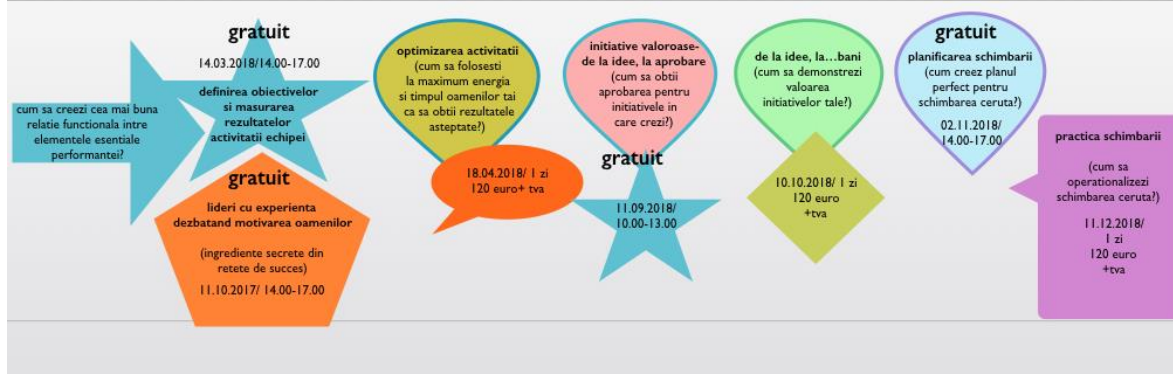 cum sa creezi cea mai buna
relatie functionala intre
elementele esentiale
performantei?
gratuit
14.03.2018/14.00-17.00
definirea obiectivelor
si masurarea
rezultatelor
activitatii echipei
gratuit
lideri cu experienta
dezbatand motivarea oamenilor
(ingrediente secrete din
retete de succes)
11.10.2017/ 14.00-17.00
optimizarea activitatii
(cum sa folosesti
la maximum energia
si timpul oamenilor tai
ca sa obtii rezultatele
asteptate?)
18.04.2018/ 1 zi
120 euro+ tva
initiative valoroase-
de la idee, la aprobare
(cum sa obtii
aprobarea pentru
initiativele in
care crezi?)
gratuit
11.09.2018/
10.00-13.00
de la idee, la...bani
(cum sa demonstrezi
valoarea
initiativelor tale?)
10.10.2018/ 1 zi
120 euro
+tva
gratuit
planificarea schimbarii
(cum creez planul
perfect pentru
schimbarea ceruta?)
02.11.2018/
14.00-17.00
practica schimbarii
(cum sa
operationalizezi
schimbarea ceruta?)
11.12.2018/
1 zi
120 euro
+tva